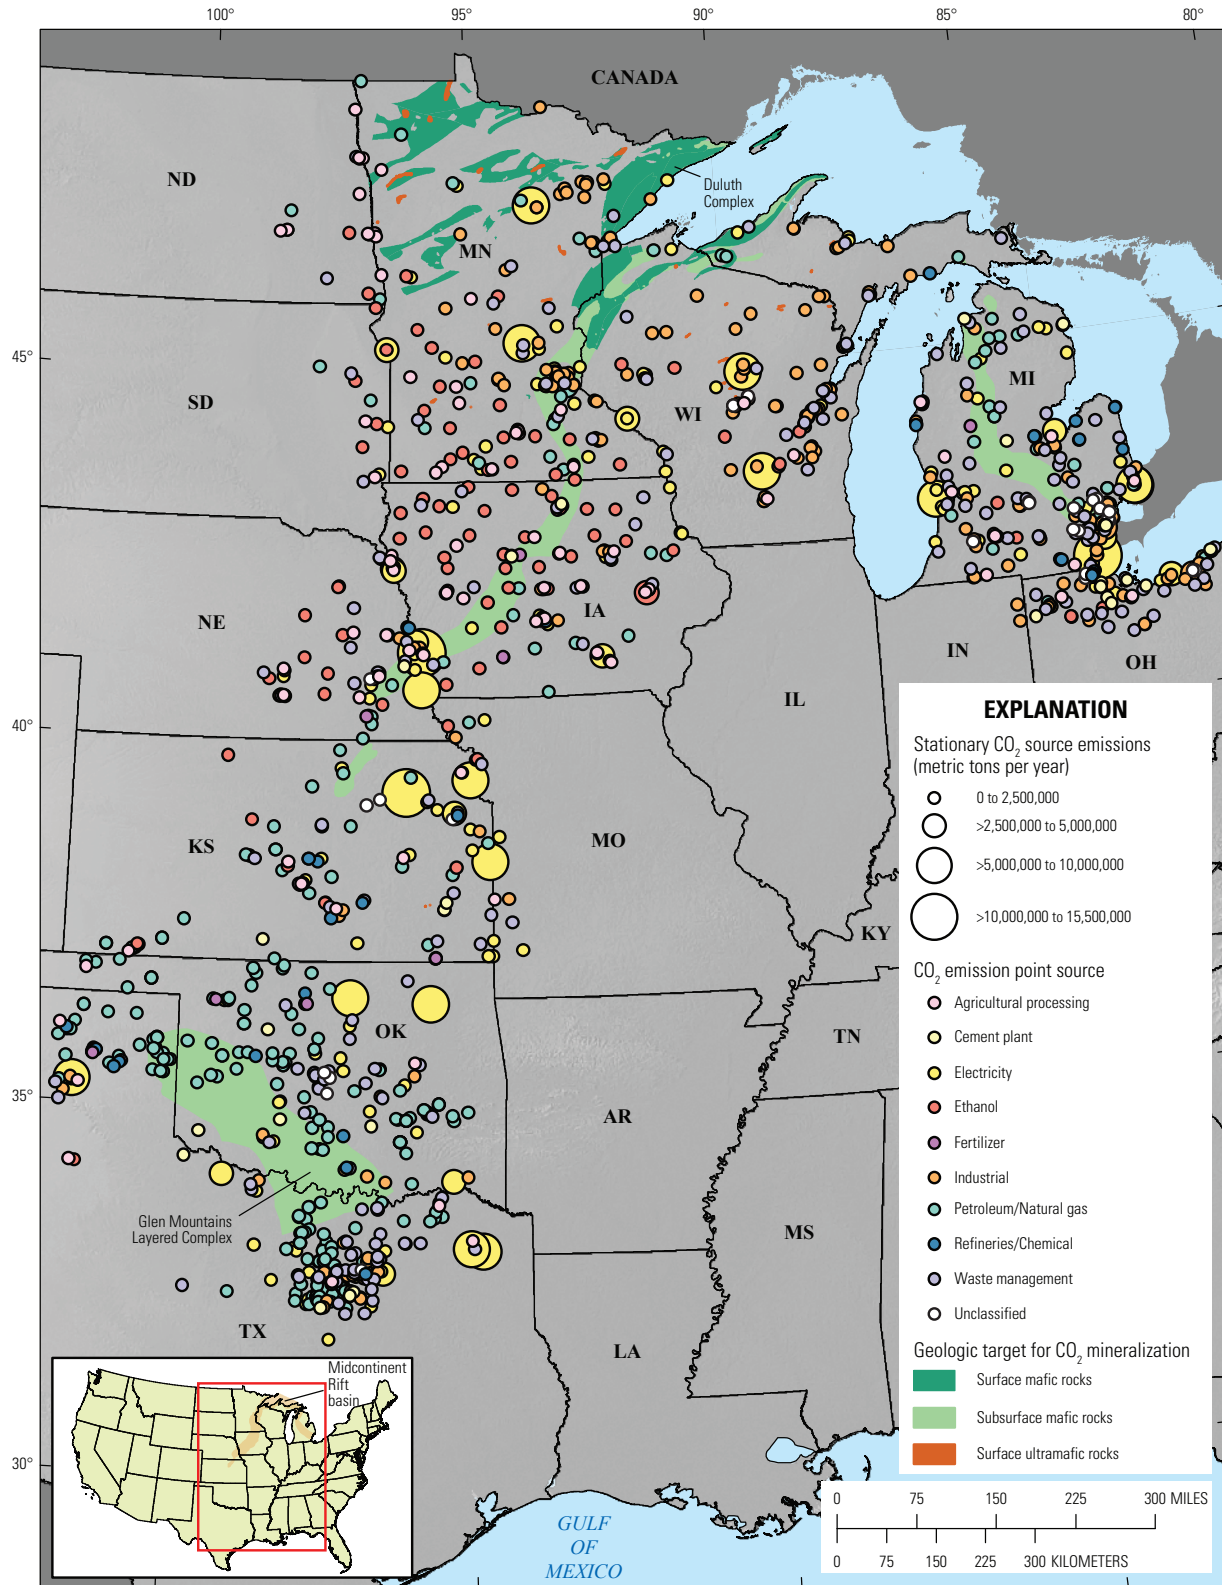 100° 95° 90° 85° 80°
CANADA
ND
Duluth
Complex
MN
45°
MI
SD
WI
NE
IA
IN
OH
IL
40°
KS
MO
KY
OK
TN
35°
AR
Glen Mountains
Layered Complex
MS
TX
LA
30°
GULF
OF
MEXICO
EXPLANATION
Stationary CO2 source emissions
(metric tons per year)
0 to 2,500,000
>2,500,000 to 5,000,000
>5,000,000 to 10,000,000
>10,000,000 to 15,500,000
CO2 emission point source
Agricultural processing
Cement plant
Electricity
Ethanol
Fertilizer
Industrial
Petroleum/Natural gas
Refineries/Chemical
Waste management
Unclassified
Geologic target for CO2 mineralization
Surface mafic rocks
Subsurface mafic rocks
Surface ultramafic rocks
0 75 150 225 300 MILES
0 75 150 225 300 KILOMETERS
Midcontinent
Rift
basin